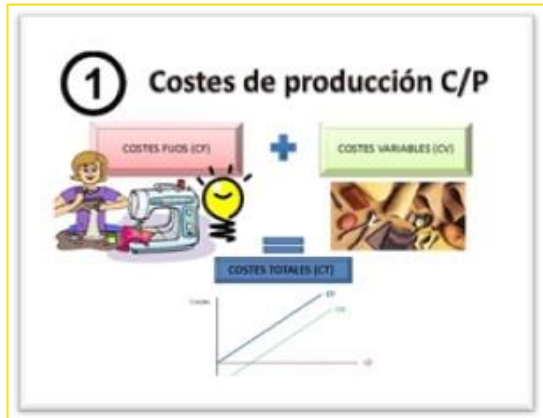 1 Costes de producción C/P
COSTES FIJOS (CF)
COSTES VARIABLES (CV)
COSTES TOTALES (CT)